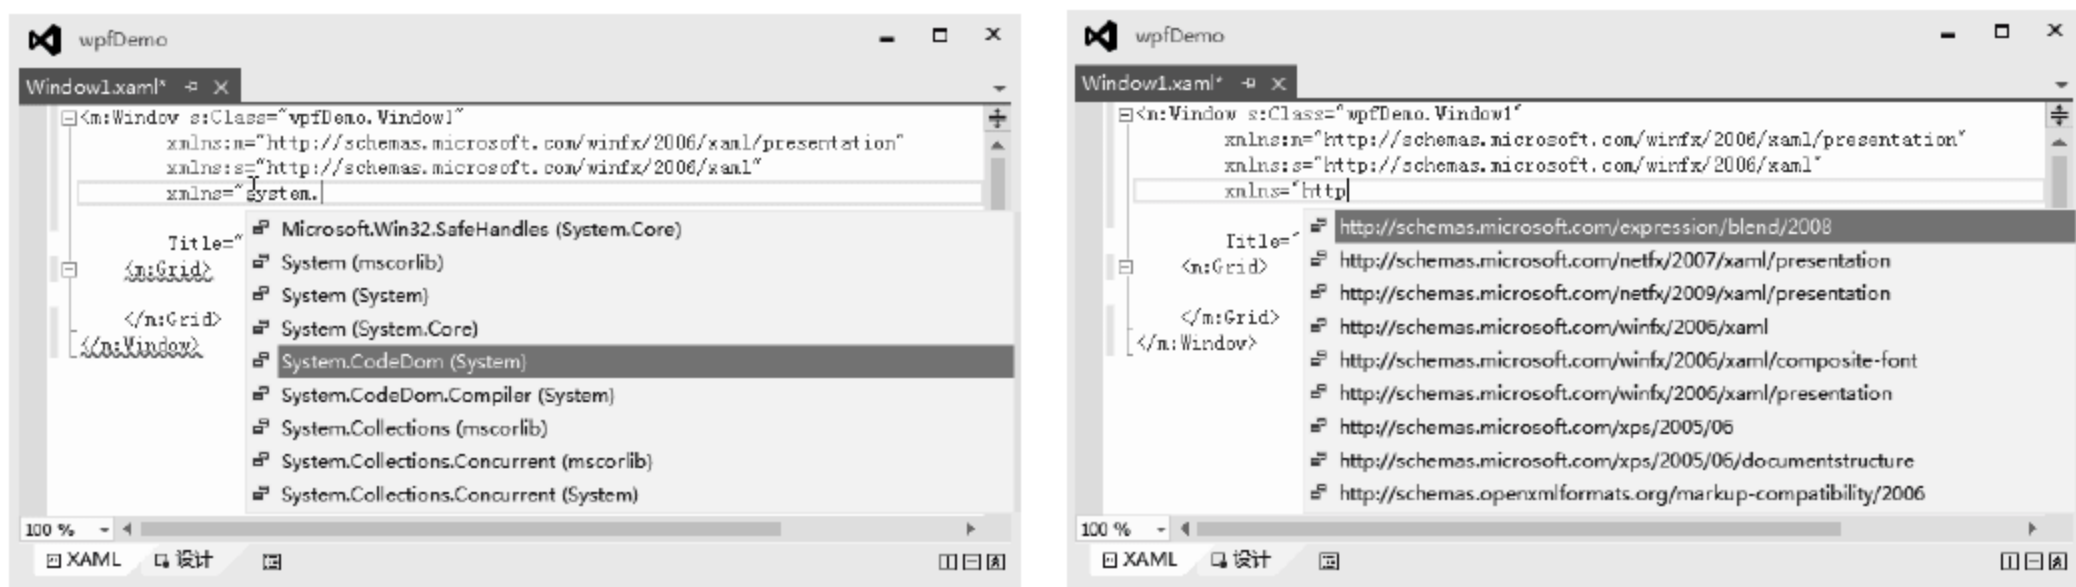 wpfDemo
Window1.xaml*
<m:Window s:Class="wpfDemo.Window1"
xmlns:m="http://schemas.microsoft.com/winfx/2006/xaml/presentation"
xmlns:s="http://schemas.microsoft.com/winfx/2006/xaml"
xmlns="system.
Title="
<m:Grid>
</m:Grid>
</m:Window>
Microsoft.Win32.SafeHandles (System.Core)
System (mscorlib)
System (System)
System (System.Core)
System.CodeDom (System)
System.CodeDom.Compiler (System)
System.Collections (mscorlib)
System.Collections.Concurrent (mscorlib)
System.Collections.Concurrent (System)
100 %
XAML 设计
wpfDemo
Window1.xaml*
<m:Window s:Class="wpfDemo.Window1"
xmlns:m="http://schemas.microsoft.com/winfx/2006/xaml/presentation"
xmlns:s="http://schemas.microsoft.com/winfx/2006/xaml"
xmlns="http
Title="
<m:Grid>
</m:Grid>
</m:Window>
http://schemas.microsoft.com/expression/blend/2008
http://schemas.microsoft.com/netfx/2007/xaml/presentation
http://schemas.microsoft.com/netfx/2009/xaml/presentation
http://schemas.microsoft.com/winfx/2006/xaml
http://schemas.microsoft.com/winfx/2006/xaml/composite-font
http://schemas.microsoft.com/winfx/2006/xaml/presentation
http://schemas.microsoft.com/xps/2005/06
http://schemas.microsoft.com/xps/2005/06/documentstructure
http://schemas.openxmlformats.org/markup-compatibility/2006
100 %
XAML 设计